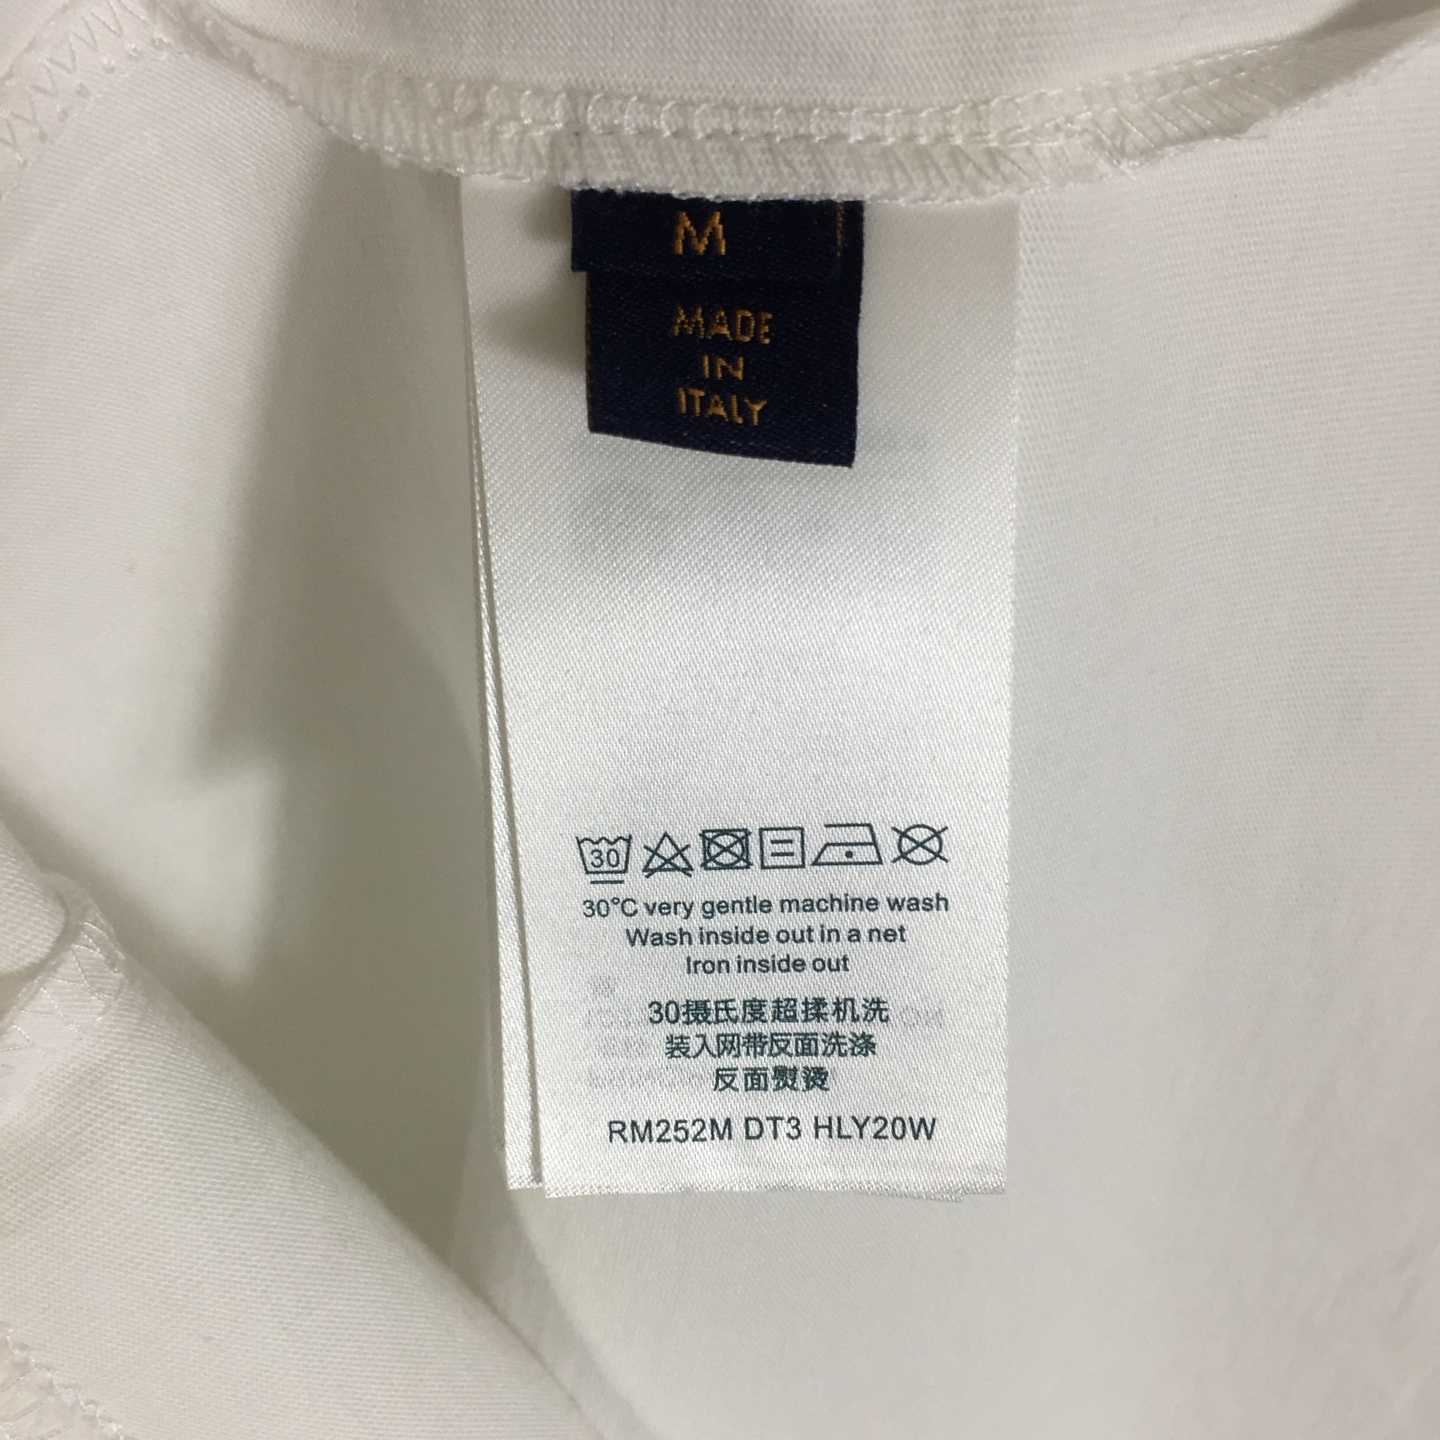 M
MADE
IN
ITALY
30
30°C very gentle machine wash
Wash inside out in a net
Iron inside out
30摄氏度超揉机洗
装入网带反面洗涤
反面熨烫
RM252M DT3 HLY20W